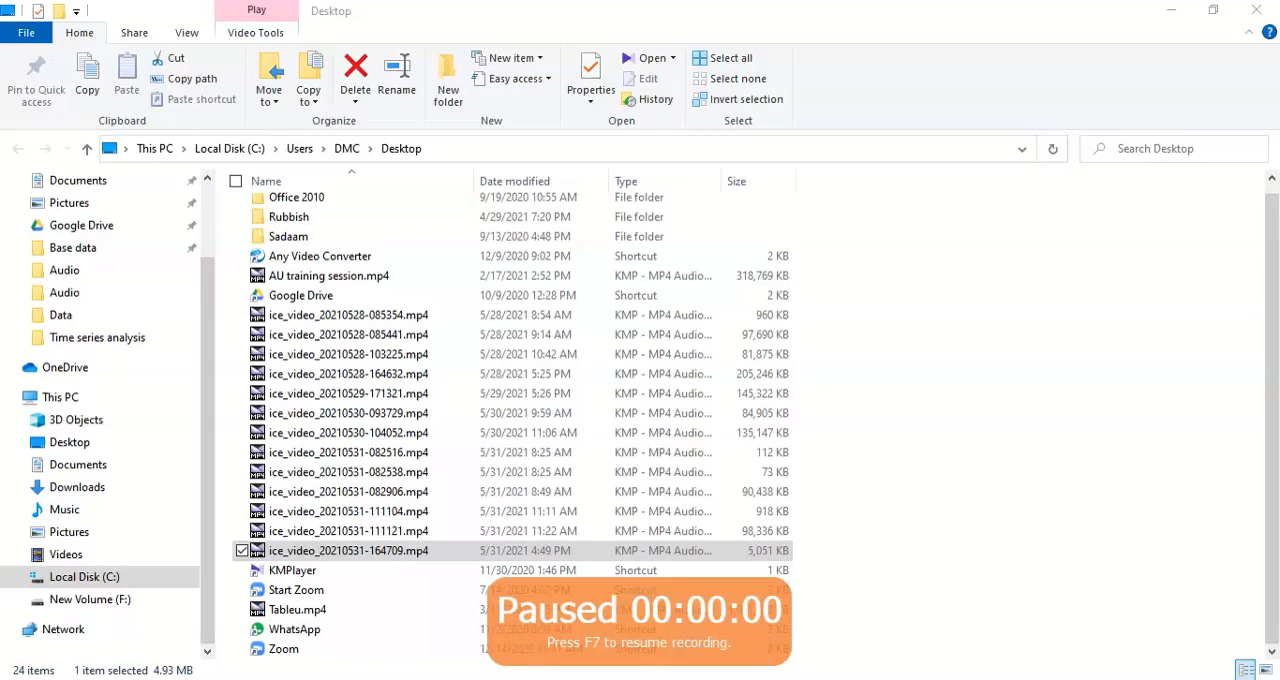 Play
Desktop
File
Home
Share
View
Video Tools
Pin to Quick access
Copy
Paste
Cut
Copy path
Paste shortcut
Clipboard
Move to
Copy to
Delete
Rename
Organize
New folder
New item
Easy access
New
Properties
Open
Edit
History
Open
Select all
Select none
Invert selection
Select
This PC > Local Disk (C:) > Users > DMC > Desktop
Search Desktop
Documents
Pictures
Google Drive
Base data
Audio
Audio
Data
Time series analysis
OneDrive
This PC
3D Objects
Desktop
Documents
Downloads
Music
Pictures
Videos
Local Disk (C:)
New Volume (F:)
Network
Name Date modified Type Size
Office 2010 9/19/2020 10:55 AM File folder
Rubbish 4/29/2021 7:20 PM File folder
Sadaam 9/13/2020 4:48 PM File folder
Any Video Converter 12/9/2020 9:02 PM Shortcut 2 KB
AU training session.mp4 2/17/2021 2:52 PM KMP - MP4 Audio... 318,769 KB
Google Drive 10/9/2020 12:28 PM Shortcut 2 KB
ice_video_20210528-085354.mp4 5/28/2021 8:54 AM KMP - MP4 Audio... 960 KB
ice_video_20210528-085441.mp4 5/28/2021 9:14 AM KMP - MP4 Audio... 97,690 KB
ice_video_20210528-103225.mp4 5/28/2021 10:42 AM KMP - MP4 Audio... 81,875 KB
ice_video_20210528-164632.mp4 5/28/2021 5:25 PM KMP - MP4 Audio... 205,246 KB
ice_video_20210529-171321.mp4 5/29/2021 5:26 PM KMP - MP4 Audio... 145,322 KB
ice_video_20210530-093729.mp4 5/30/2021 9:59 AM KMP - MP4 Audio... 84,905 KB
ice_video_20210530-104052.mp4 5/30/2021 11:06 AM KMP - MP4 Audio... 135,147 KB
ice_video_20210531-082516.mp4 5/31/2021 8:25 AM KMP - MP4 Audio... 112 KB
ice_video_20210531-082538.mp4 5/31/2021 8:25 AM KMP - MP4 Audio... 73 KB
ice_video_20210531-082906.mp4 5/31/2021 8:49 AM KMP - MP4 Audio... 90,438 KB
ice_video_20210531-111104.mp4 5/31/2021 11:11 AM KMP - MP4 Audio... 918 KB
ice_video_20210531-111121.mp4 5/31/2021 11:22 AM KMP - MP4 Audio... 98,336 KB
ice_video_20210531-164709.mp4 5/31/2021 4:49 PM KMP - MP4 Audio... 5,051 KB
KMPlayer 11/30/2020 1:46 PM Shortcut 1 KB
Start Zoom
Tableu.mp4
WhatsApp
Zoom
Paused 00:00:00
Press F7 to resume recording.
24 items 1 item selected 4.93 MB